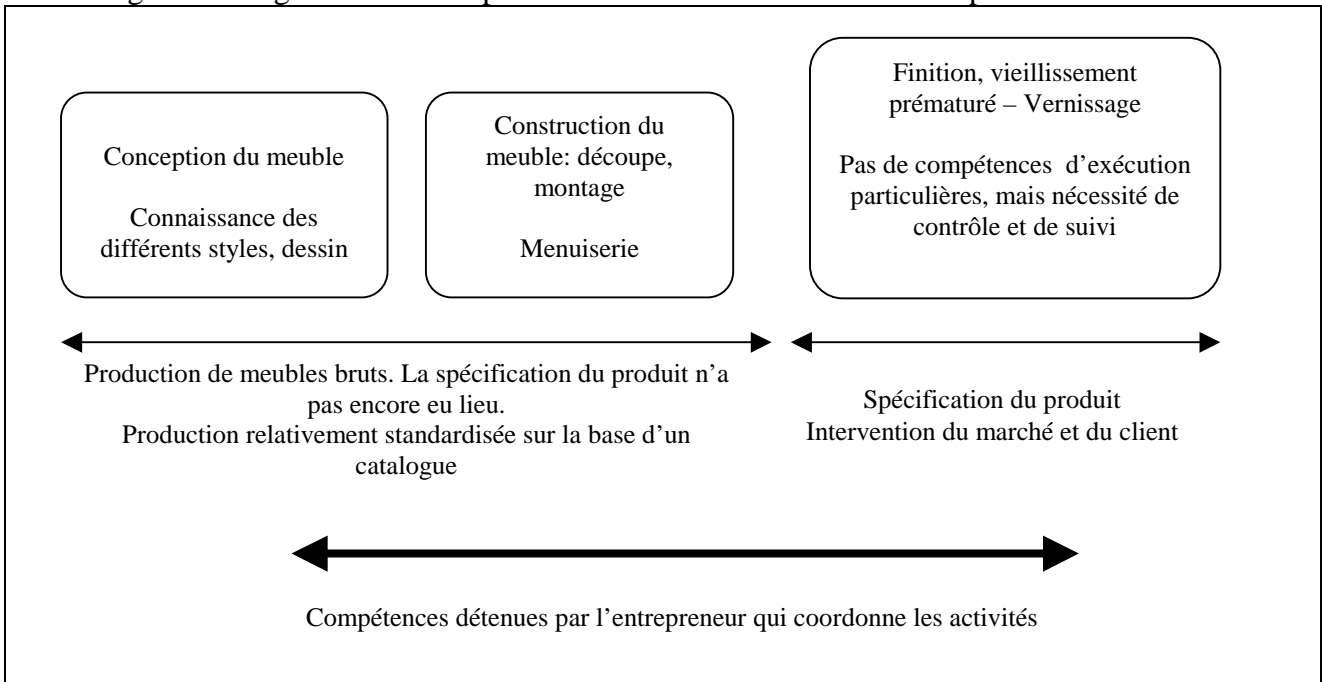 Conception du meuble
Connaissance des
différents styles, dessin
Construction du
meuble: découpe,
montage
Menuiserie
Finition, vieillissement
prématuré – Vernissage
Pas de compétences d’exécution
particulières, mais nécessité de
contrôle et de suivi
Production de meubles bruts. La spécification du produit n'a
pas encore eu lieu.
Production relativement standardisée sur la base d’un
catalogue
Spécification du produit
Intervention du marché et du client
Compétences détenues par l’entrepreneur qui coordonne les activités